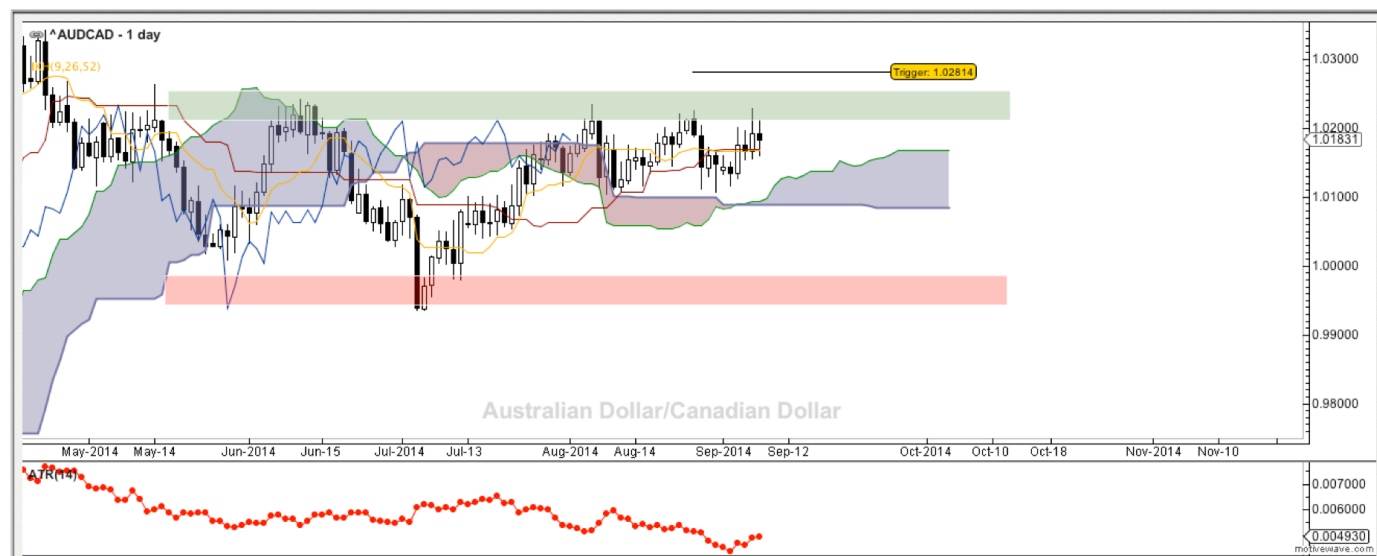 ^AUDCAD - 1 day
(9,26,52)
Trigger: 1.02814
1.03000
1.02000
1.01831
1.01000
1.00000
0.99000
0.98000
Australian Dollar/Canadian Dollar
May-2014 May-14 Jun-2014 Jun-15 Jul-2014 Jul-13 Aug-2014 Aug-14 Sep-2014 Sep-12 Oct-2014 Oct-10 Oct-18 Nov-2014 Nov-10
ATR(14)
0.007000
0.006000
0.004930
motivewave.com